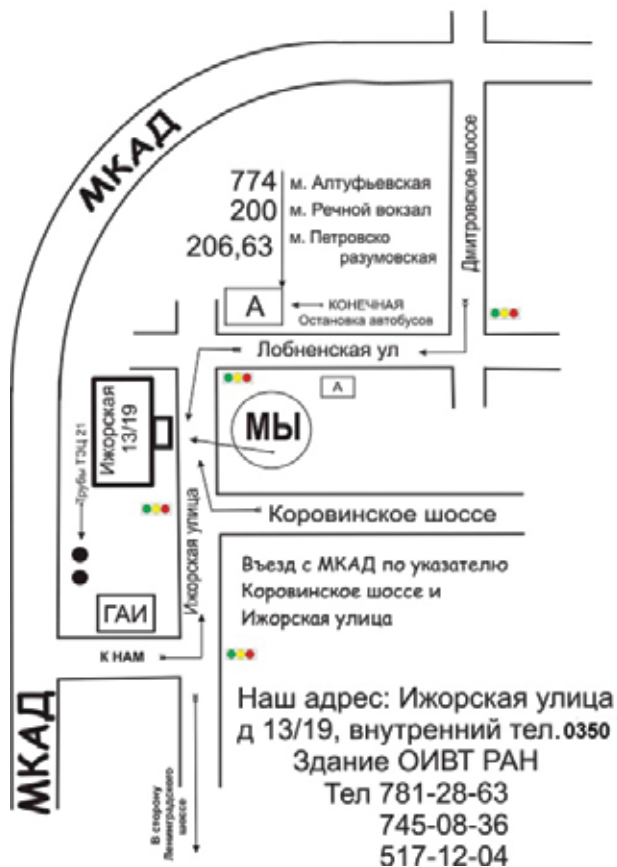 МКАД
Дмитровское шоссе
774 м. Алтуфьевская
200 м. Речной вокзал
206,63 м. Петровско
разумовская
А
КОНЕЧНАЯ
Остановка автобусов
Лобненская ул
А
Ижорская
13/19
МЫ
Трубы ТЭЦ 21
Коровинское шоссе
Ижорская улица
Въезд с МКАД по указателю
Коровинское шоссе и
Ижорская улица
ГАИ
К НАМ
МКАД
В сторону
Ленинградского
шоссе
Наш адрес: Ижорская улица
д 13/19, внутренний тел.0350
Здание ОИВТ РАН
Тел 781-28-63
745-08-36
517-12-04